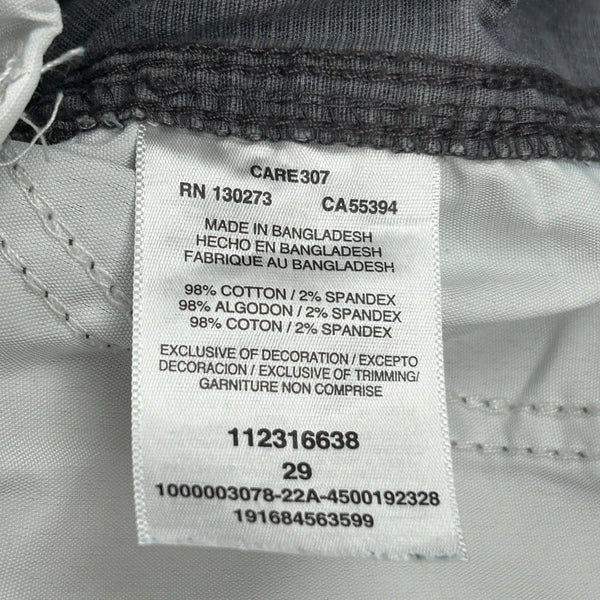 CARE307
RN 130273 CA55394
MADE IN BANGLADESH
HECHO EN BANGLADESH
FABRIQUE AU BANGLADESH
98% COTTON / 2% SPANDEX
98% ALGODON / 2% SPANDEX
98% COTON / 2% SPANDEX
EXCLUSIVE OF DECORATION / EXCEPTO
DECORACION / EXCLUSIVE OF TRIMMING/
GARNITURE NON COMPRISE
112316638
29
1000003078-22A-4500192328
191684563599